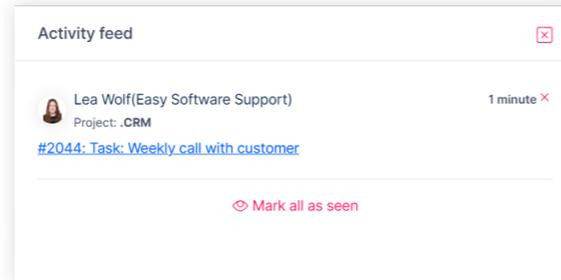 Activity feed
Lea Wolf(Easy Software Support)
1 minute
Project: .CRM
#2044: Task: Weekly call with customer
Mark all as seen